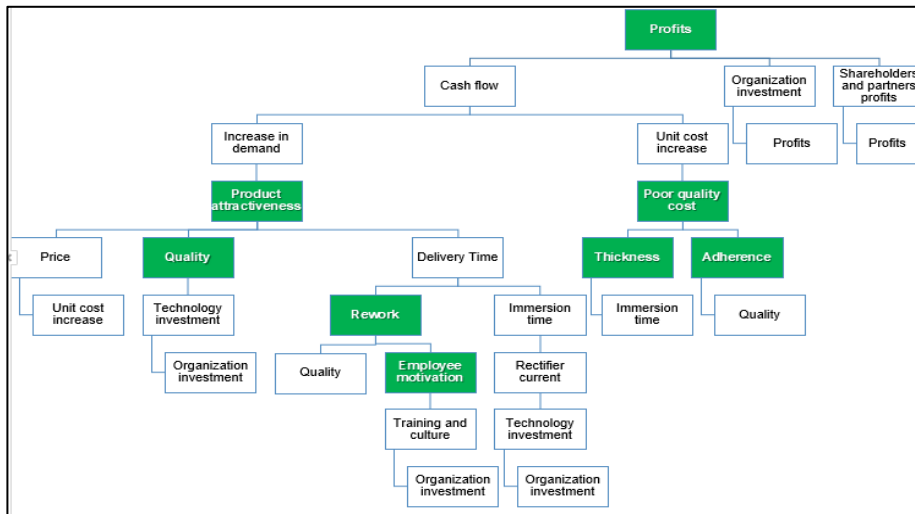 Profits
Cash flow
Organization
investment
Shareholders
and partners
profits
Increase in
demand
Unit cost
increase
Profits
Profits
Product
attractiveness
Poor quality
cost
Price
Quality
Delivery Time
Thickness
Adherence
Unit cost
increase
Technology
investment
Rework
Immersion
time
Immersion
time
Quality
Organization
investment
Quality
Employee
motivation
Rectifier
current
Training and
culture
Technology
investment
Organization
investment
Organization
investment